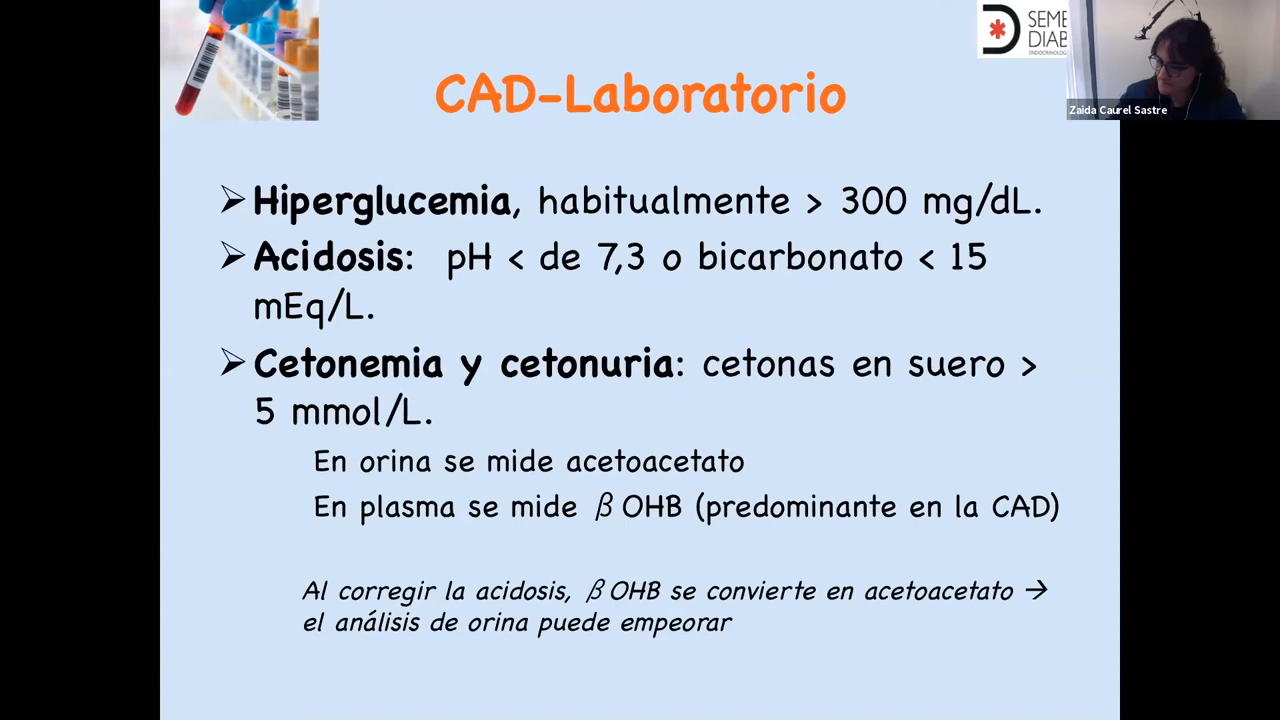 SEME
DIAB
Zaida Caurel Sastre
CAD-Laboratorio
Hiperglucemia, habitualmente > 300 mg/dL.
Acidosis: pH < de 7,3 o bicarbonato < 15
mEq/L.
Cetonemia y cetonuria: cetonas en suero >
5 mmol/L.
En orina se mide acetoacetato
En plasma se mide β OHB (predominante en la CAD)
Al corregir la acidosis, β OHB se convierte en acetoacetato →
el análisis de orina puede empeorar